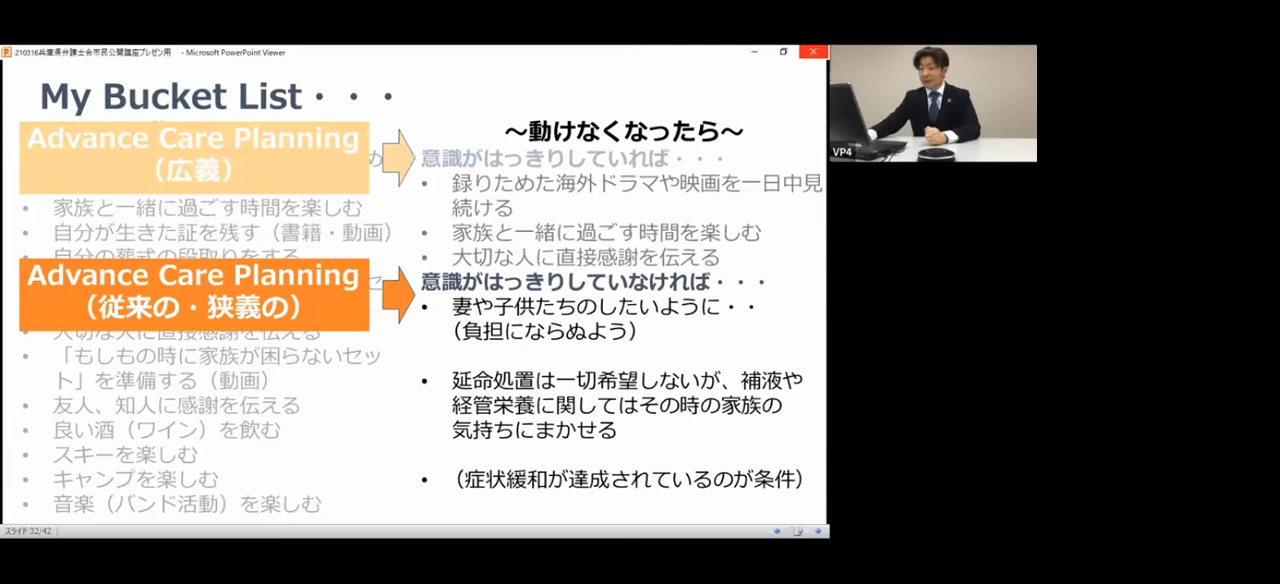 210316兵庫県弁護士会市民公開講座プレゼン用 - Microsoft PowerPoint Viewer
My Bucket List・・・
Advance Care Planning
（広義）
め
・ 家族と一緒に過ごす時間を楽しむ
・ 自分が生きた証を残す（書籍・動画）
自分の葬式の段取りをする
Advance Care Planning
（従来の・狭義の）
セ
大切な人に直接感謝を伝える
・ 「もしもの時に家族が困らないセッ
ト」を準備する（動画）
・ 友人、知人に感謝を伝える
・ 良い酒（ワイン）を飲む
・ スキーを楽しむ
・ キャンプを楽しむ
・ 音楽（バンド活動）を楽しむ
～動けなくなったら～
意識がはっきりしていれば・・・
・ 録りためた海外ドラマや映画を一日中見
続ける
・ 家族と一緒に過ごす時間を楽しむ
・ 大切な人に直接感謝を伝える
意識がはっきりしていなければ・・・
・ 妻や子供たちのしたいように・・
（負担にならぬよう）
・ 延命処置は一切希望しないが、補液や
経管栄養に関してはその時の家族の
気持ちにまかせる
・ （症状緩和が達成されているのが条件）
スライド 32/42
VP4